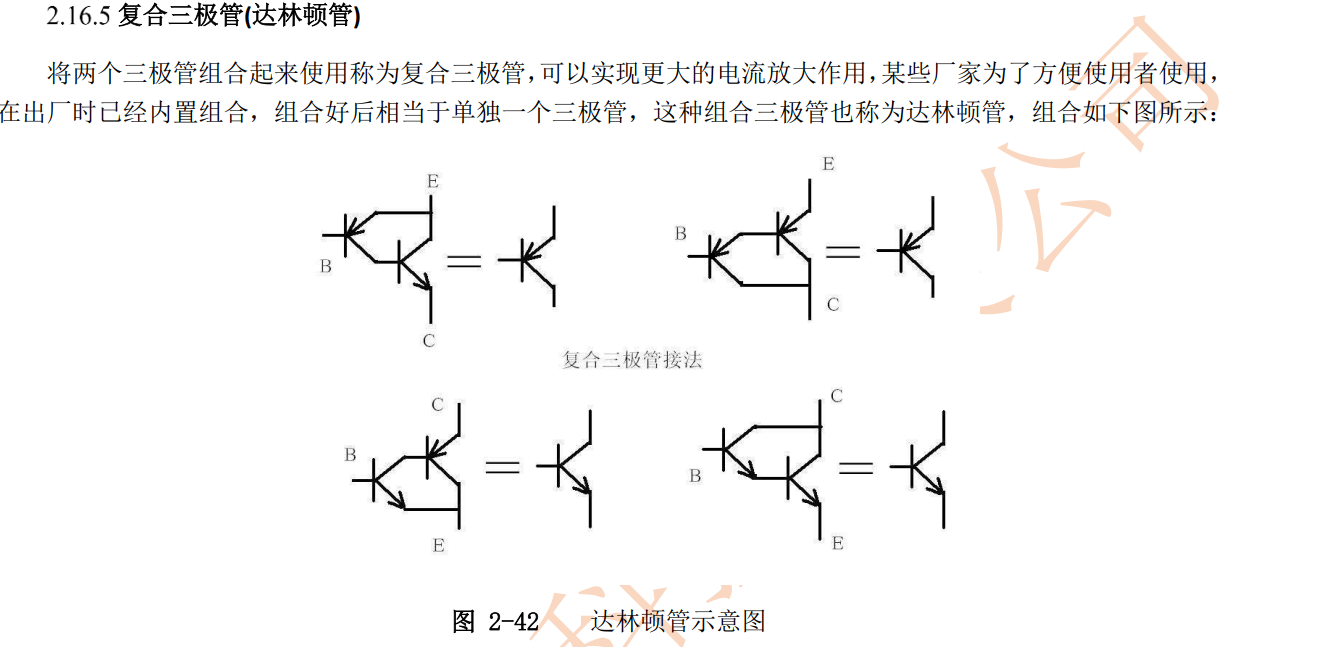 2.16.5 复合三极管(达林顿管)
将两个三极管组合起来使用称为复合三极管,可以实现更大的电流放大作用,某些厂家为了方便使用者使用,
在出厂时已经内置组合，组合好后相当于单独一个三极管，这种组合三极管也称为达林顿管，组合如下图所示：
E
E
B
B
C
C
复合三极管接法
C
C
B
B
E
E
图 2-42 达林顿管示意图
公司